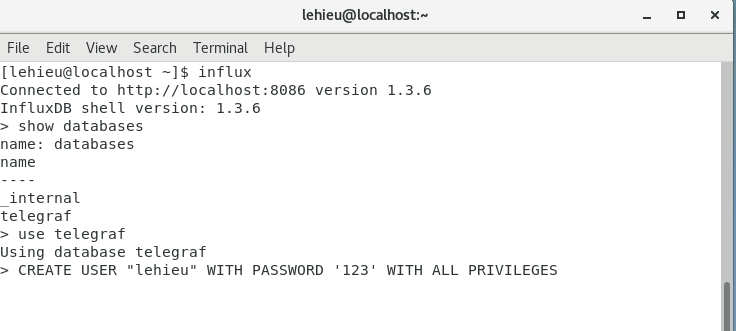 lehieu@localhost:~
File Edit View Search Terminal Help
[lehieu@localhost ~]$ influx
Connected to http://localhost:8086 version 1.3.6
InfluxDB shell version: 1.3.6
> show databases
name: databases
name
----
_internal
telegraf
> use telegraf
Using database telegraf
> CREATE USER "lehieu" WITH PASSWORD '123' WITH ALL PRIVILEGES